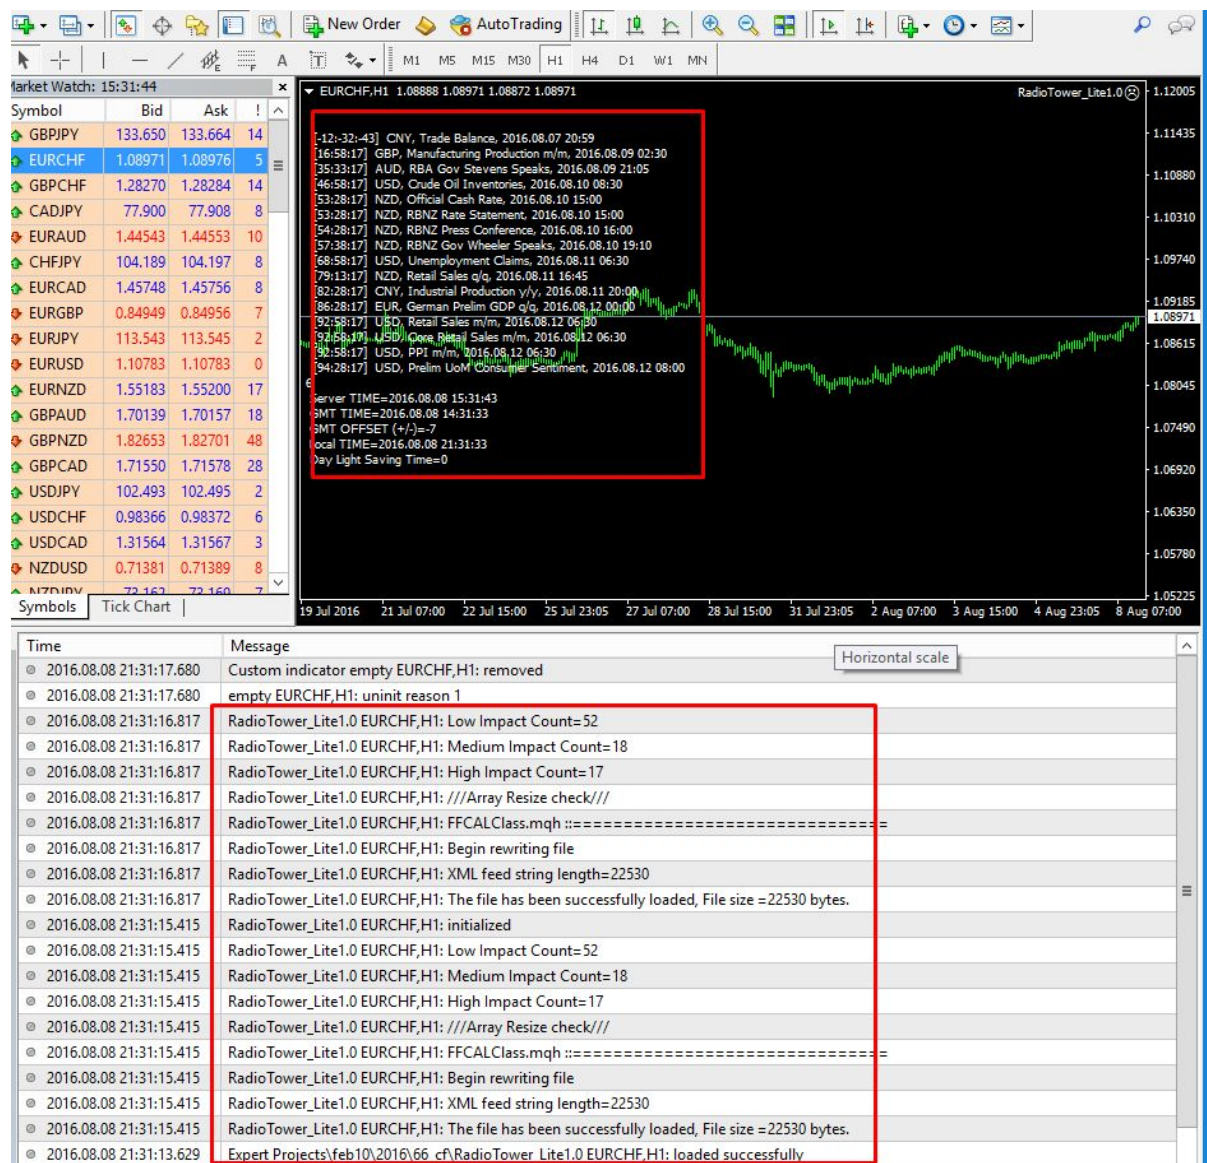 New Order AutoTrading
A T M1 M5 M15 M30 H1 H4 D1 W1 MN
Market Watch: 15:31:44
Symbol Bid Ask !
GBPJPY 133.650 133.664 14
EURCHF 1.08971 1.08976 5
GBPCHF 1.28270 1.28284 14
CADJPY 77.900 77.908 8
EURAUD 1.44543 1.44553 10
CHFJPY 104.189 104.197 8
EURCAD 1.45748 1.45756 8
EURGBP 0.84949 0.84956 7
EURJPY 113.543 113.545 2
EURUSD 1.10783 1.10783 0
EURNZD 1.55183 1.55200 17
GBPAUD 1.70139 1.70157 18
GBPNZD 1.82653 1.82701 48
GBPCAD 1.71550 1.71578 28
USDJPY 102.493 102.495 2
USDCHF 0.98366 0.98372 6
USDCAD 1.31564 1.31567 3
NZDUSD 0.71381 0.71389 8
NZDJPY 73.162 73.169 7
Symbols Tick Chart
EURCHF,H1 1.08888 1.08971 1.08872 1.08971
RadioTower_Lite1.0
[-12:-32:-43] CNY, Trade Balance, 2016.08.07 20:59
[16:58:17] GBP, Manufacturing Production m/m, 2016.08.09 02:30
[35:33:17] AUD, RBA Gov Stevens Speaks, 2016.08.09 21:05
[46:58:17] USD, Crude Oil Inventories, 2016.08.10 08:30
[53:28:17] NZD, Official Cash Rate, 2016.08.10 15:00
[53:28:17] NZD, RBNZ Rate Statement, 2016.08.10 15:00
[54:28:17] NZD, RBNZ Press Conference, 2016.08.10 16:00
[57:38:17] NZD, RBNZ Gov Wheeler Speaks, 2016.08.10 19:10
[68:58:17] USD, Unemployment Claims, 2016.08.11 06:30
[79:13:17] NZD, Retail Sales q/q, 2016.08.11 16:45
[82:28:17] CNY, Industrial Production y/y, 2016.08.11 20:00
[86:28:17] EUR, German Prelim GDP q/q, 2016.08.12 00:00
[92:58:17] USD, Retail Sales m/m, 2016.08.12 06:30
[92:58:17] USD, Core Retail Sales m/m, 2016.08.12 06:30
[92:58:17] USD, PPI m/m, 2016.08.12 06:30
[94:28:17] USD, Prelim UoM Consumer Sentiment, 2016.08.12 08:00
6
Server TIME=2016.08.08 15:31:43
GMT TIME=2016.08.08 14:31:33
GMT OFFSET (+/-)=-7
Local TIME=2016.08.08 21:31:33
Day Light Saving Time=0
1.12005
1.11435
1.10880
1.10310
1.09740
1.09185
1.08971
1.08615
1.08045
1.07490
1.06920
1.06350
1.05780
1.05225
19 Jul 2016 21 Jul 07:00 22 Jul 15:00 25 Jul 23:05 27 Jul 07:00 28 Jul 15:00 31 Jul 23:05 2 Aug 07:00 3 Aug 15:00 4 Aug 23:05 8 Aug 07:00
Time Message
Horizontal scale
2016.08.08 21:31:17.680 Custom indicator empty EURCHF,H1: removed
2016.08.08 21:31:17.680 empty EURCHF,H1: uninit reason 1
2016.08.08 21:31:16.817 RadioTower_Lite1.0 EURCHF,H1: Low Impact Count=52
2016.08.08 21:31:16.817 RadioTower_Lite1.0 EURCHF,H1: Medium Impact Count=18
2016.08.08 21:31:16.817 RadioTower_Lite1.0 EURCHF,H1: High Impact Count=17
2016.08.08 21:31:16.817 RadioTower_Lite1.0 EURCHF,H1: ///Array Resize check///
2016.08.08 21:31:16.817 RadioTower_Lite1.0 EURCHF,H1: FFCALClass.mqh ::===============================
2016.08.08 21:31:16.817 RadioTower_Lite1.0 EURCHF,H1: Begin rewriting file
2016.08.08 21:31:16.817 RadioTower_Lite1.0 EURCHF,H1: XML feed string length=22530
2016.08.08 21:31:16.817 RadioTower_Lite1.0 EURCHF,H1: The file has been successfully loaded, File size =22530 bytes.
2016.08.08 21:31:15.415 RadioTower_Lite1.0 EURCHF,H1: initialized
2016.08.08 21:31:15.415 RadioTower_Lite1.0 EURCHF,H1: Low Impact Count=52
2016.08.08 21:31:15.415 RadioTower_Lite1.0 EURCHF,H1: Medium Impact Count=18
2016.08.08 21:31:15.415 RadioTower_Lite1.0 EURCHF,H1: High Impact Count=17
2016.08.08 21:31:15.415 RadioTower_Lite1.0 EURCHF,H1: ///Array Resize check///
2016.08.08 21:31:15.415 RadioTower_Lite1.0 EURCHF,H1: FFCALClass.mqh ::===============================
2016.08.08 21:31:15.415 RadioTower_Lite1.0 EURCHF,H1: Begin rewriting file
2016.08.08 21:31:15.415 RadioTower_Lite1.0 EURCHF,H1: XML feed string length=22530
2016.08.08 21:31:15.415 RadioTower_Lite1.0 EURCHF,H1: The file has been successfully loaded, File size =22530 bytes.
2016.08.08 21:31:13.629 Expert Projects\feb10\2016\66_cf\RadioTower_Lite1.0 EURCHF,H1: loaded successfully